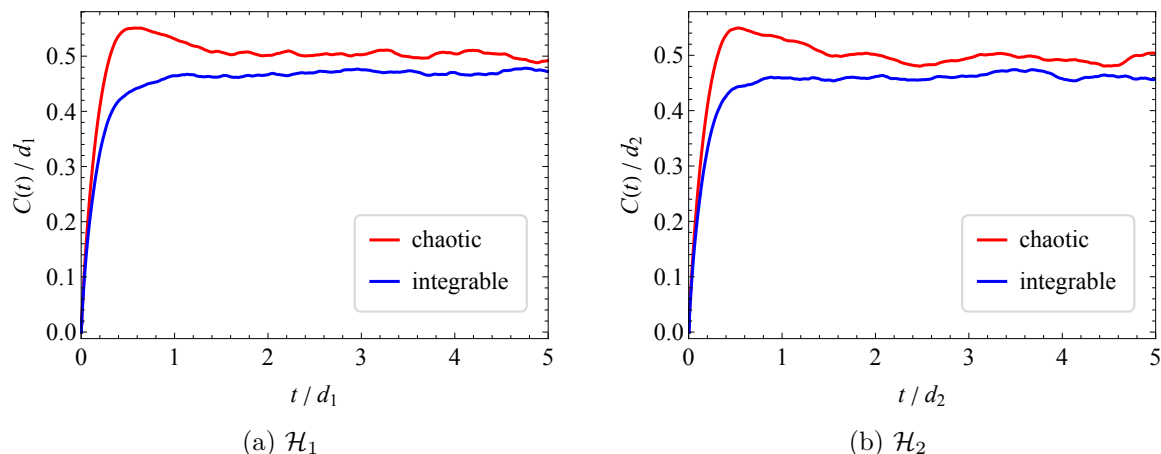 0.5
0.4
0.3
0.2
0.1
0.0
C(t) / d₁
chaotic
integrable
0 1 2 3 4 5
t / d₁
(a) ℋ₁
0.5
0.4
0.3
0.2
0.1
0.0
C(t) / d₂
chaotic
integrable
0 1 2 3 4 5
t / d₂
(b) ℋ₂